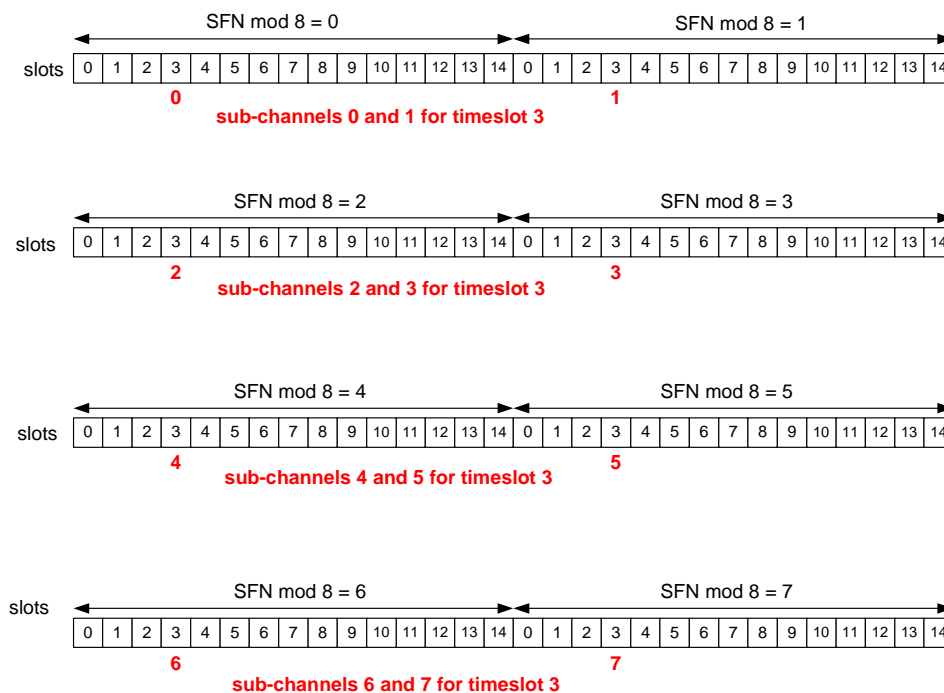 SFN mod 8 = 0 SFN mod 8 = 1
slots 0 1 2 3 4 5 6 7 8 9 10 11 12 13 14 0 1 2 3 4 5 6 7 8 9 10 11 12 13 14
0 1
sub-channels 0 and 1 for timeslot 3
SFN mod 8 = 2 SFN mod 8 = 3
slots 0 1 2 3 4 5 6 7 8 9 10 11 12 13 14 0 1 2 3 4 5 6 7 8 9 10 11 12 13 14
2 3
sub-channels 2 and 3 for timeslot 3
SFN mod 8 = 4 SFN mod 8 = 5
slots 0 1 2 3 4 5 6 7 8 9 10 11 12 13 14 0 1 2 3 4 5 6 7 8 9 10 11 12 13 14
4 5
sub-channels 4 and 5 for timeslot 3
SFN mod 8 = 6 SFN mod 8 = 7
slots 0 1 2 3 4 5 6 7 8 9 10 11 12 13 14 0 1 2 3 4 5 6 7 8 9 10 11 12 13 14
6 7
sub-channels 6 and 7 for timeslot 3